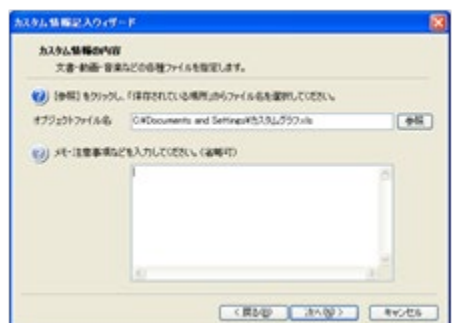 カスタム情報記入ウィザード
カスタム情報の内容
文書・動画・音楽などの各種ファイルを指定します。
[参照]をクリックし、「保存されている場所」からファイル名を選択してください。
オブジェクトファイル名
C:¥Documents and Settings¥カスタムグラフ.xls
参照
メモ・注意事項などを入力してください。(省略可)
< 戻る(B)
次へ(N) >
キャンセル